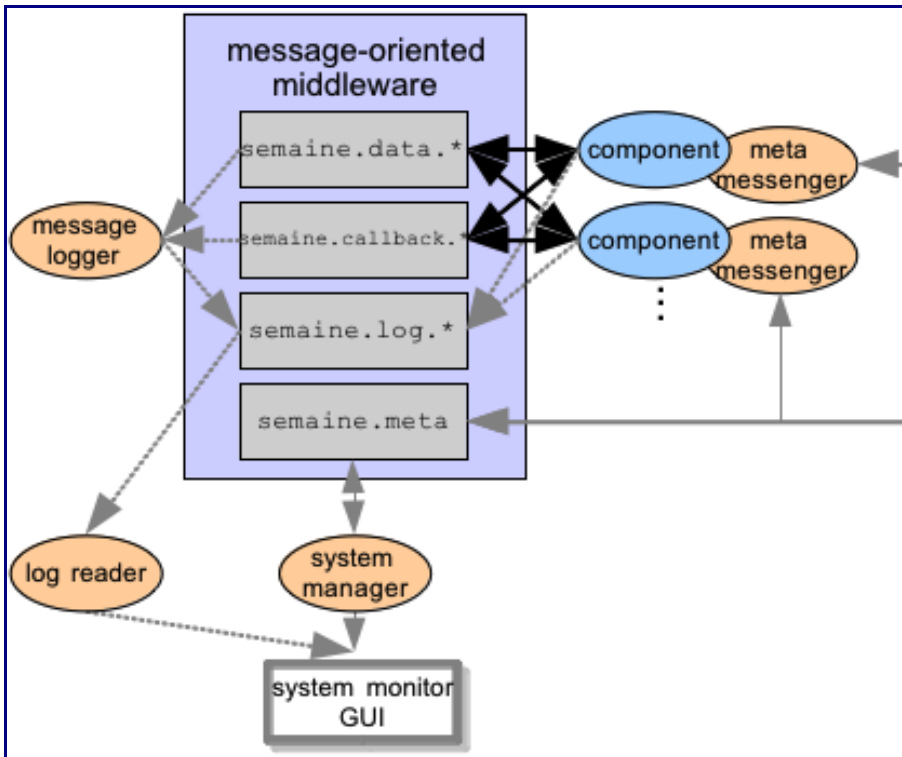 message-oriented
middleware
semaine.data.*
semaine.callback.*
semaine.log.*
semaine.meta
message
logger
component
meta
messenger
component
meta
messenger
log reader
system
manager
system monitor
GUI